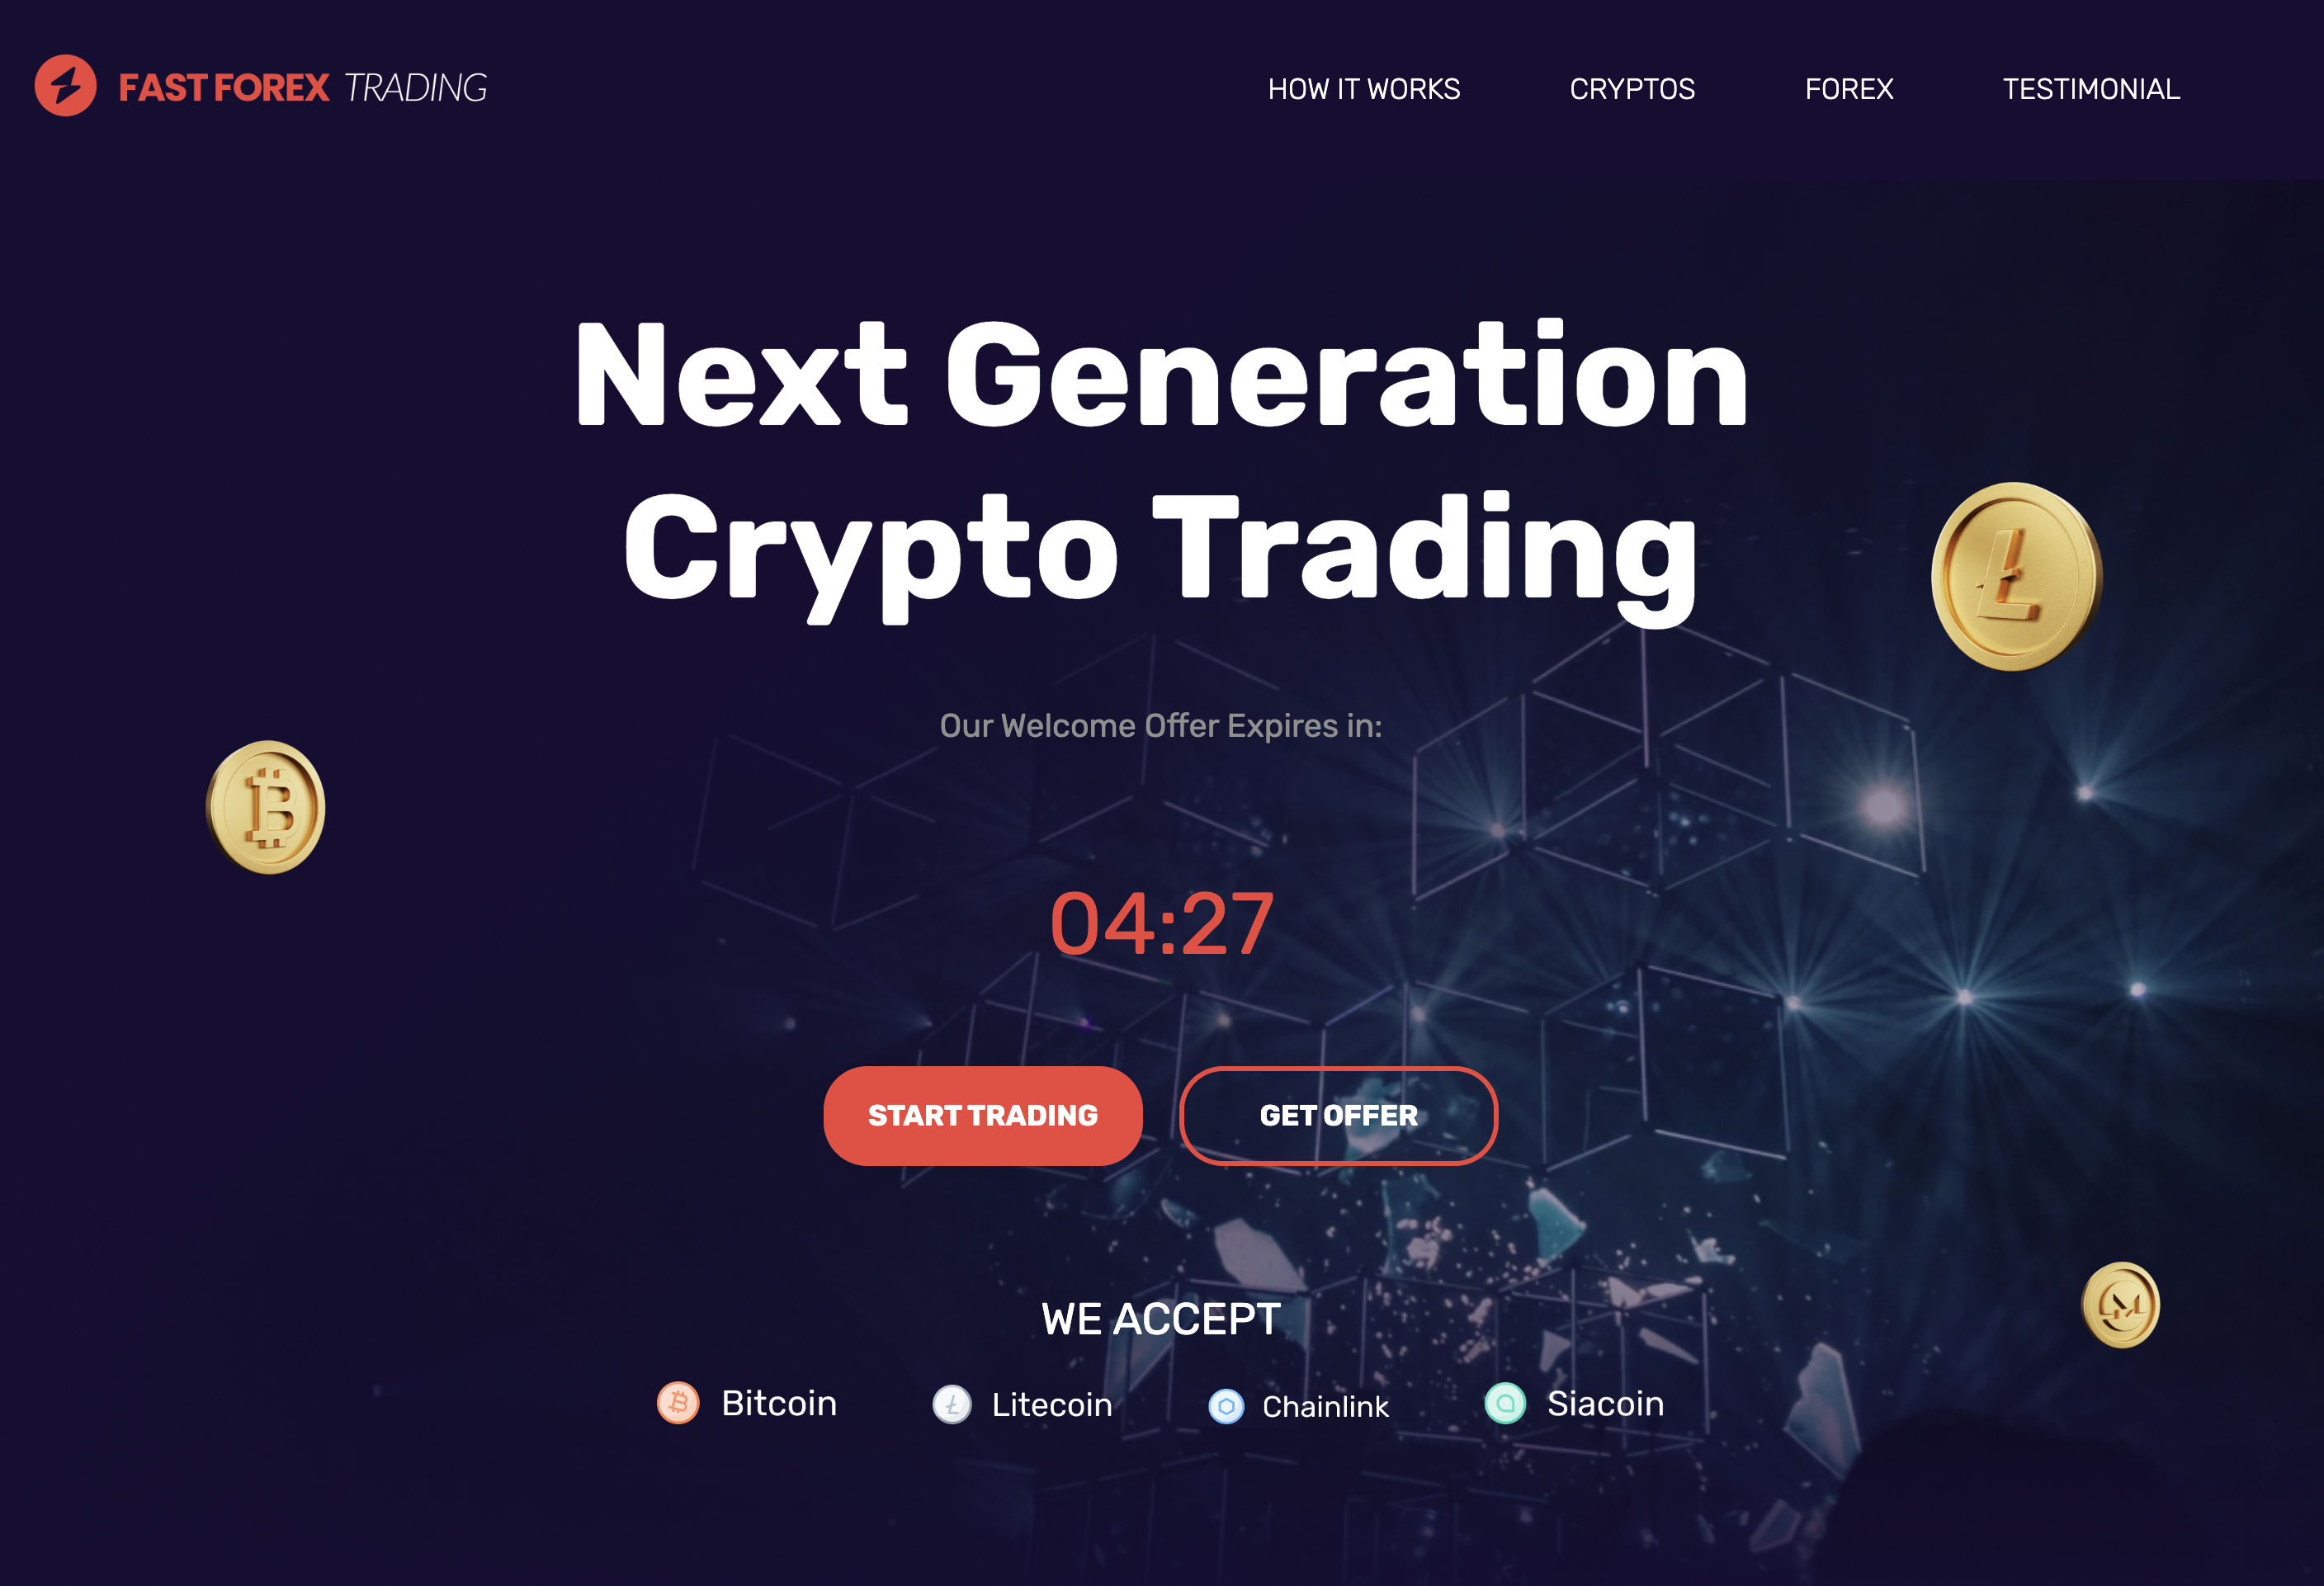 FAST FOREX TRADING
HOW IT WORKS
CRYPTOS
FOREX
TESTIMONIAL
Next Generation
Crypto Trading
Our Welcome Offer Expires in:
04:27
START TRADING
GET OFFER
WE ACCEPT
Bitcoin
Litecoin
Chainlink
Siacoin